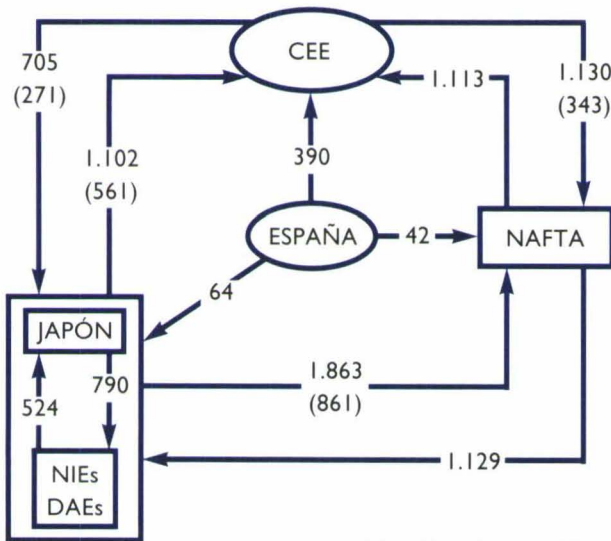 CEE
705
(271)
1.102
(561)
1.113
1.130
(343)
390
ESPAÑA
42
NAFTA
64
JAPÓN
524
790
1.863
(861)
NIEs
DAEs
1.129